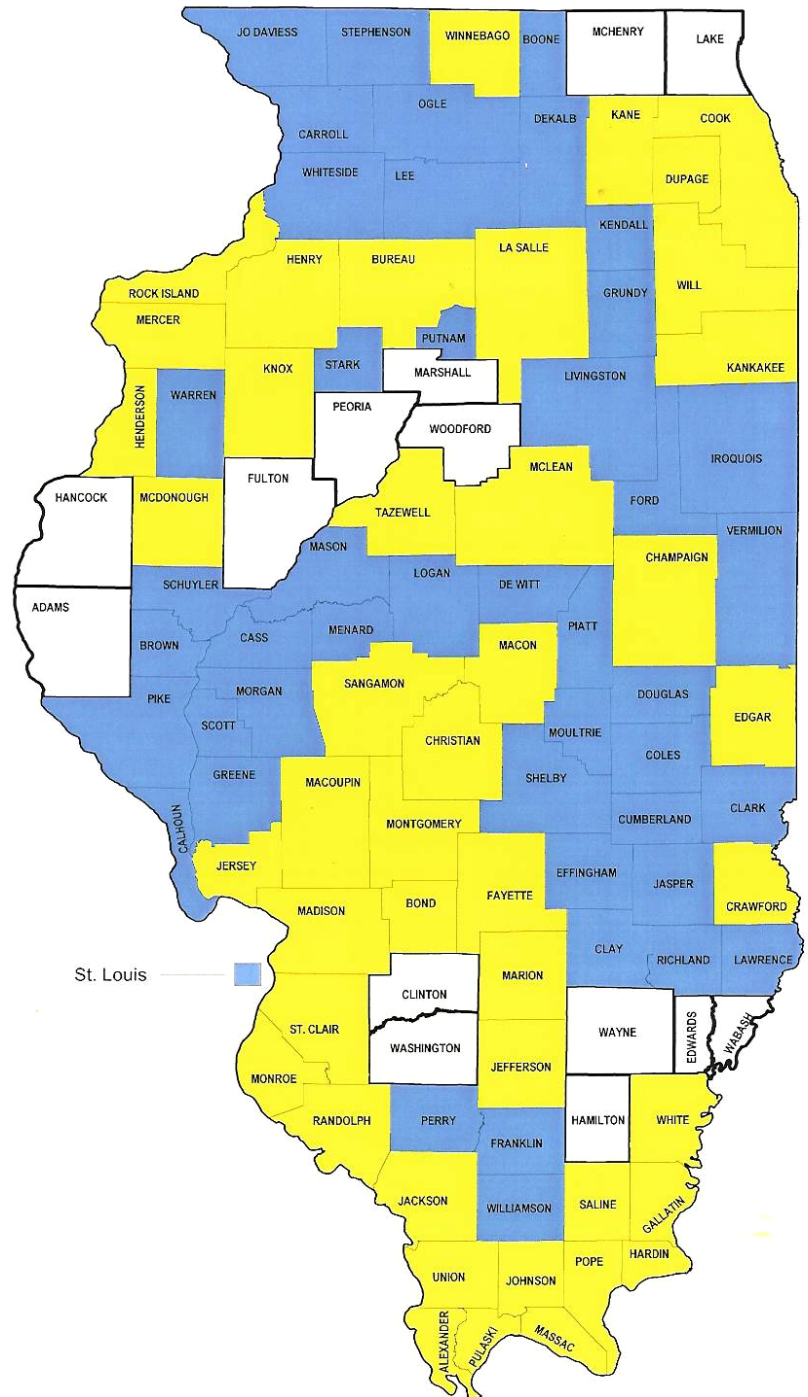 JO DAVIESS
STEPHENSON
WINNEBAGO
BOONE
MCHENRY
LAKE
CARROLL
OGLE
DEKALB
KANE
COOK
DUPAGE
WHITESIDE
LEE
KENDALL
ROCK ISLAND
HENRY
BUREAU
LA SALLE
GRUNDY
WILL
MERCER
PUTNAM
KANKAKEE
HENDERSON
WARREN
KNOX
STARK
MARSHALL
LIVINGSTON
PEORIA
WOODFORD
IROQUOIS
HANCOCK
MCDONOUGH
FULTON
TAZEWELL
MCLEAN
FORD
VERMILION
MASON
CHAMPAIGN
SCHUYLER
LOGAN
DE WITT
ADAMS
BROWN
CASS
MENARD
PIATT
MACON
PIKE
MORGAN
SANGAMON
DOUGLAS
EDGAR
SCOTT
CHRISTIAN
MOULTRIE
COLES
GREENE
MACOUPIN
SHELBY
CLARK
CALHOUN
MONTGOMERY
CUMBERLAND
JERSEY
FAYETTE
EFFINGHAM
JASPER
CRAWFORD
MADISON
BOND
CLAY
RICHLAND
LAWRENCE
St. Louis
CLINTON
MARION
ST. CLAIR
WASHINGTON
WAYNE
EDWARDS
WABASH
MONROE
JEFFERSON
RANDOLPH
PERRY
HAMILTON
WHITE
FRANKLIN
JACKSON
WILLIAMSON
SALINE
GALLATIN
UNION
JOHNSON
POPE
HARDIN
ALEXANDER
PULASKI
MASSAC